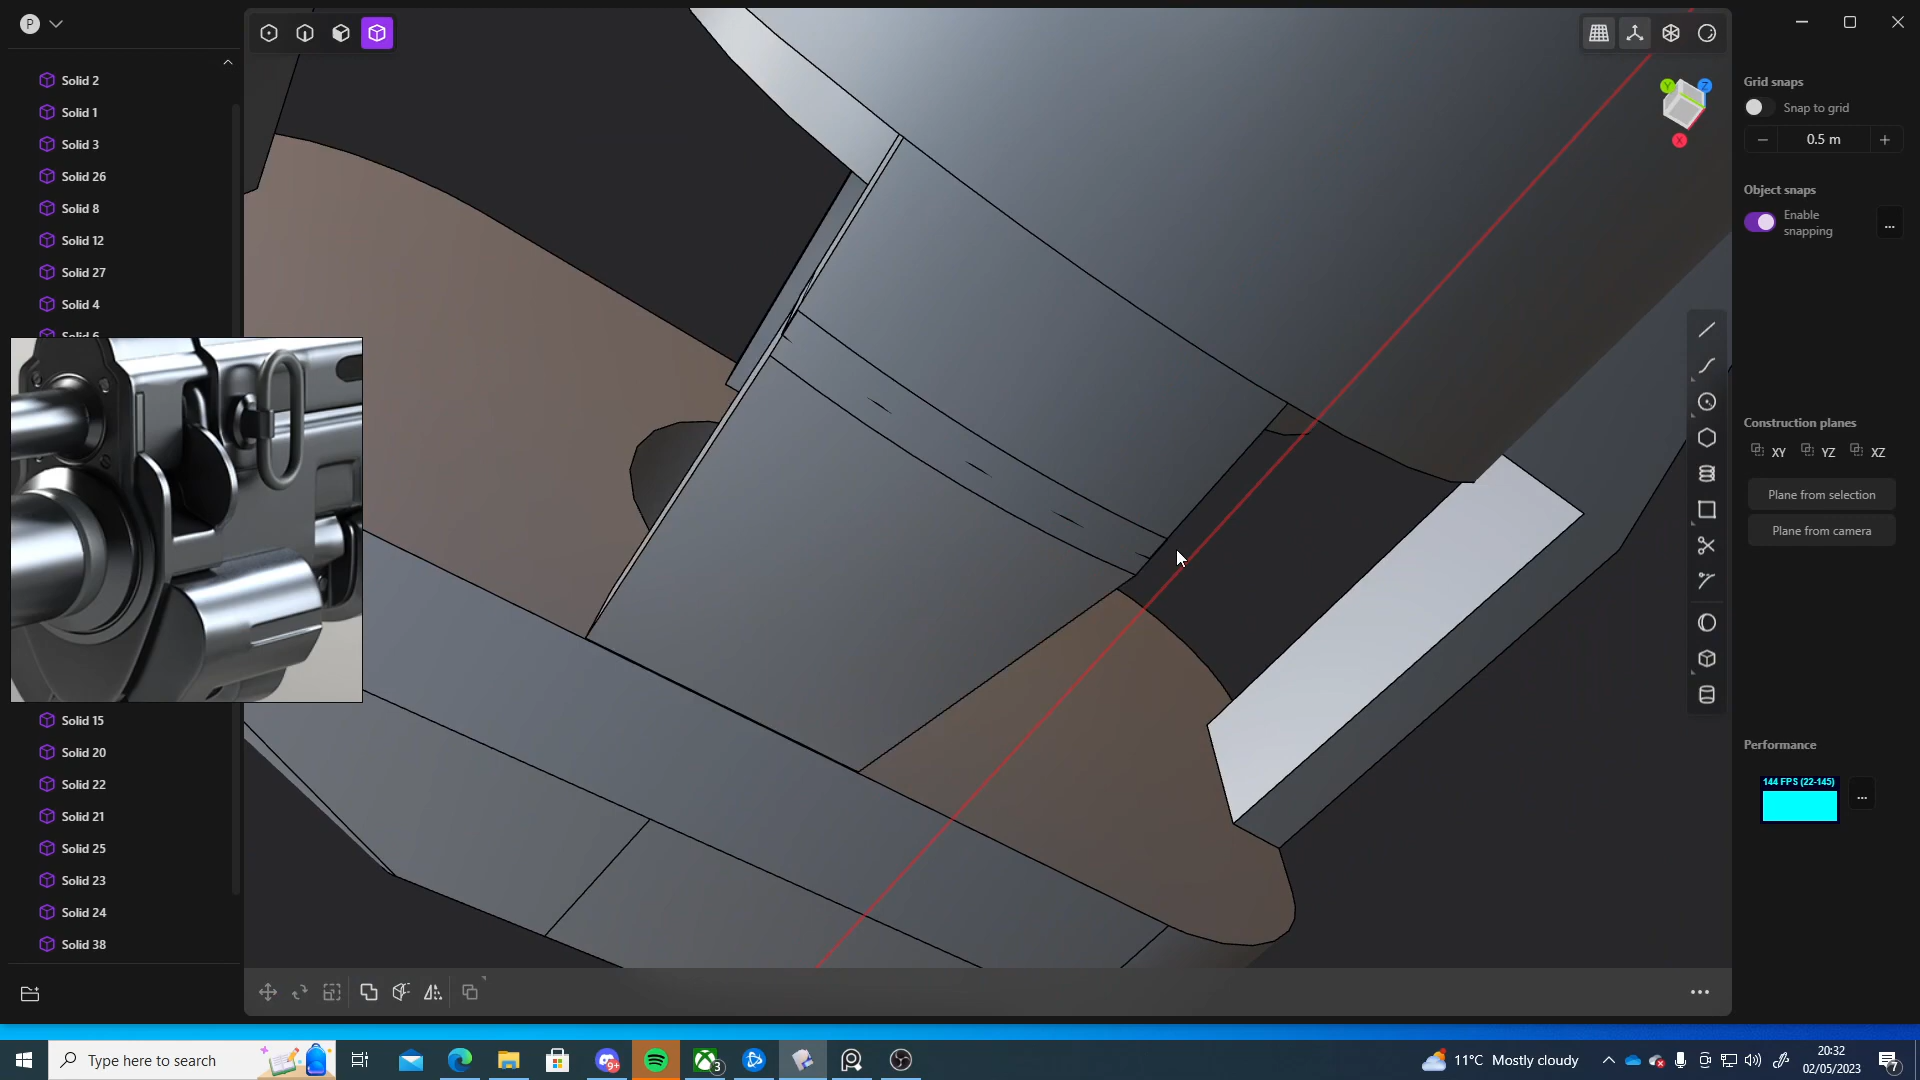 P
Solid 2
Solid 1
Solid 3
Solid 26
Solid 8
Solid 12
Solid 27
Solid 4
Solid 15
Solid 20
Solid 22
Solid 21
Solid 25
Solid 23
Solid 24
Solid 38
Y
Z
X
Grid snaps
Snap to grid
0.5 m
Object snaps
Enable
snapping
...
Construction planes
XY YZ XZ
Plane from selection
Plane from camera
Performance
144 FPS (22-145)
...
Type here to search
9+
3
11°C Mostly cloudy
20:32
02/05/2023
7